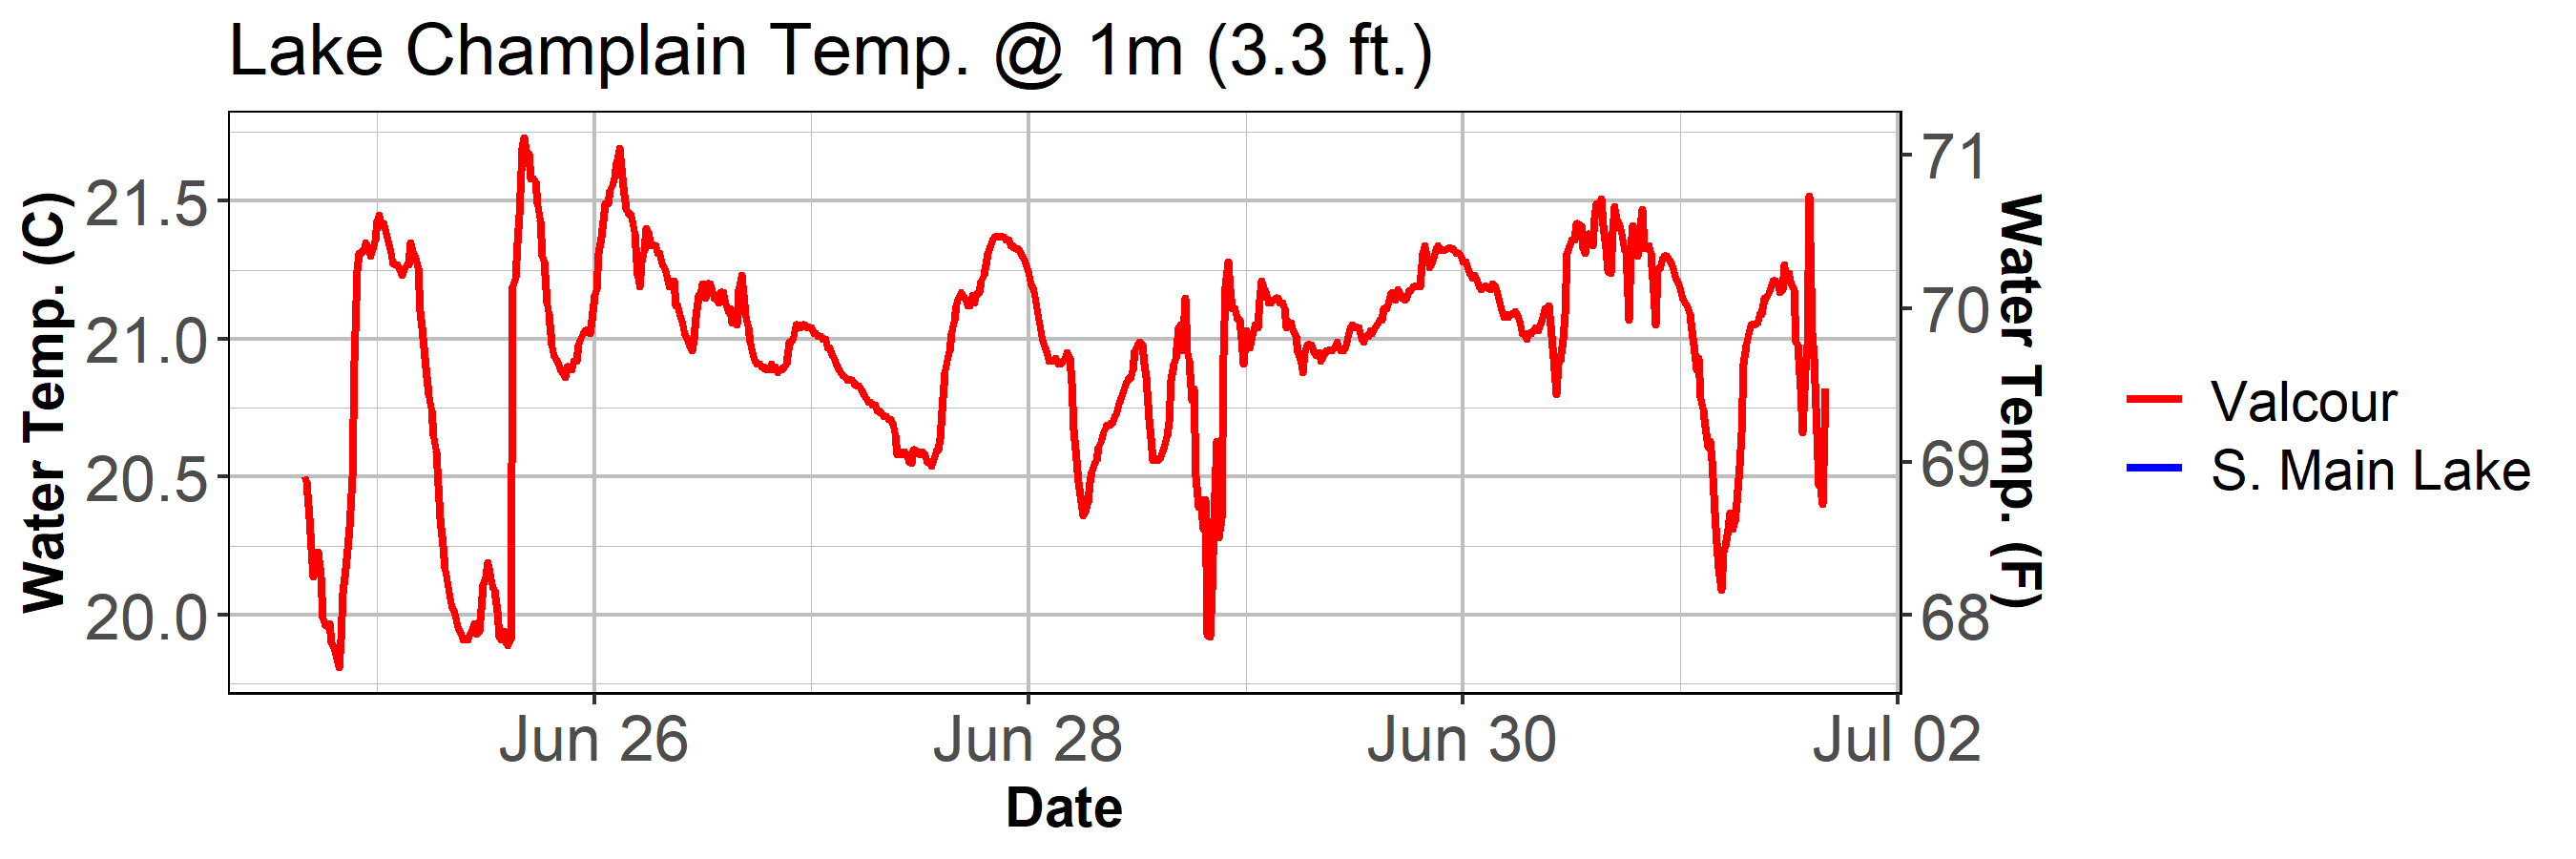 Lake Champlain Temp. @ 1m (3.3 ft.)
Water Temp. (C)
21.5
21.0
20.5
20.0
71
70
69
68
Water Temp. (F)
Jun 26
Jun 28
Jun 30
Jul 02
Date
Valcour
S. Main Lake